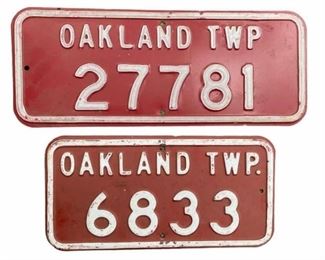 OAKLAND TWP
27781
OAKLAND TWP.
6833